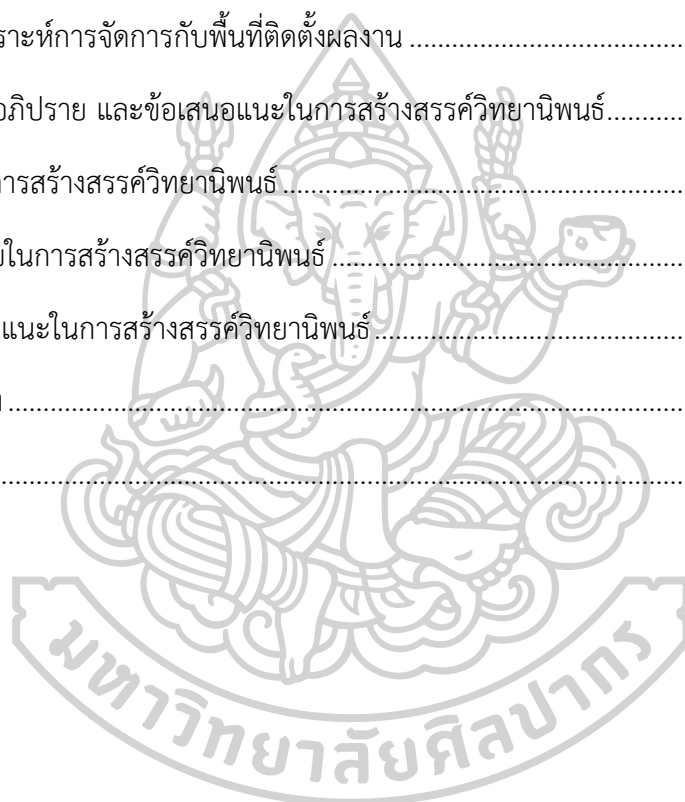 ราะห์การจัดการกับพื้นที่ติดตั้งผลงาน ........................................
อภิปราย และข้อเสนอแนะในการสร้างสรรค์วิทยานิพนธ์............
การสร้างสรรค์วิทยานิพนธ์ ..........................................................
ยในการสร้างสรรค์วิทยานิพนธ์ ...................................................
แนะในการสร้างสรรค์วิทยานิพนธ์ .............................................
....................................................................................................
....................................................................................................
มหาวิทยาลัยศิลปากร